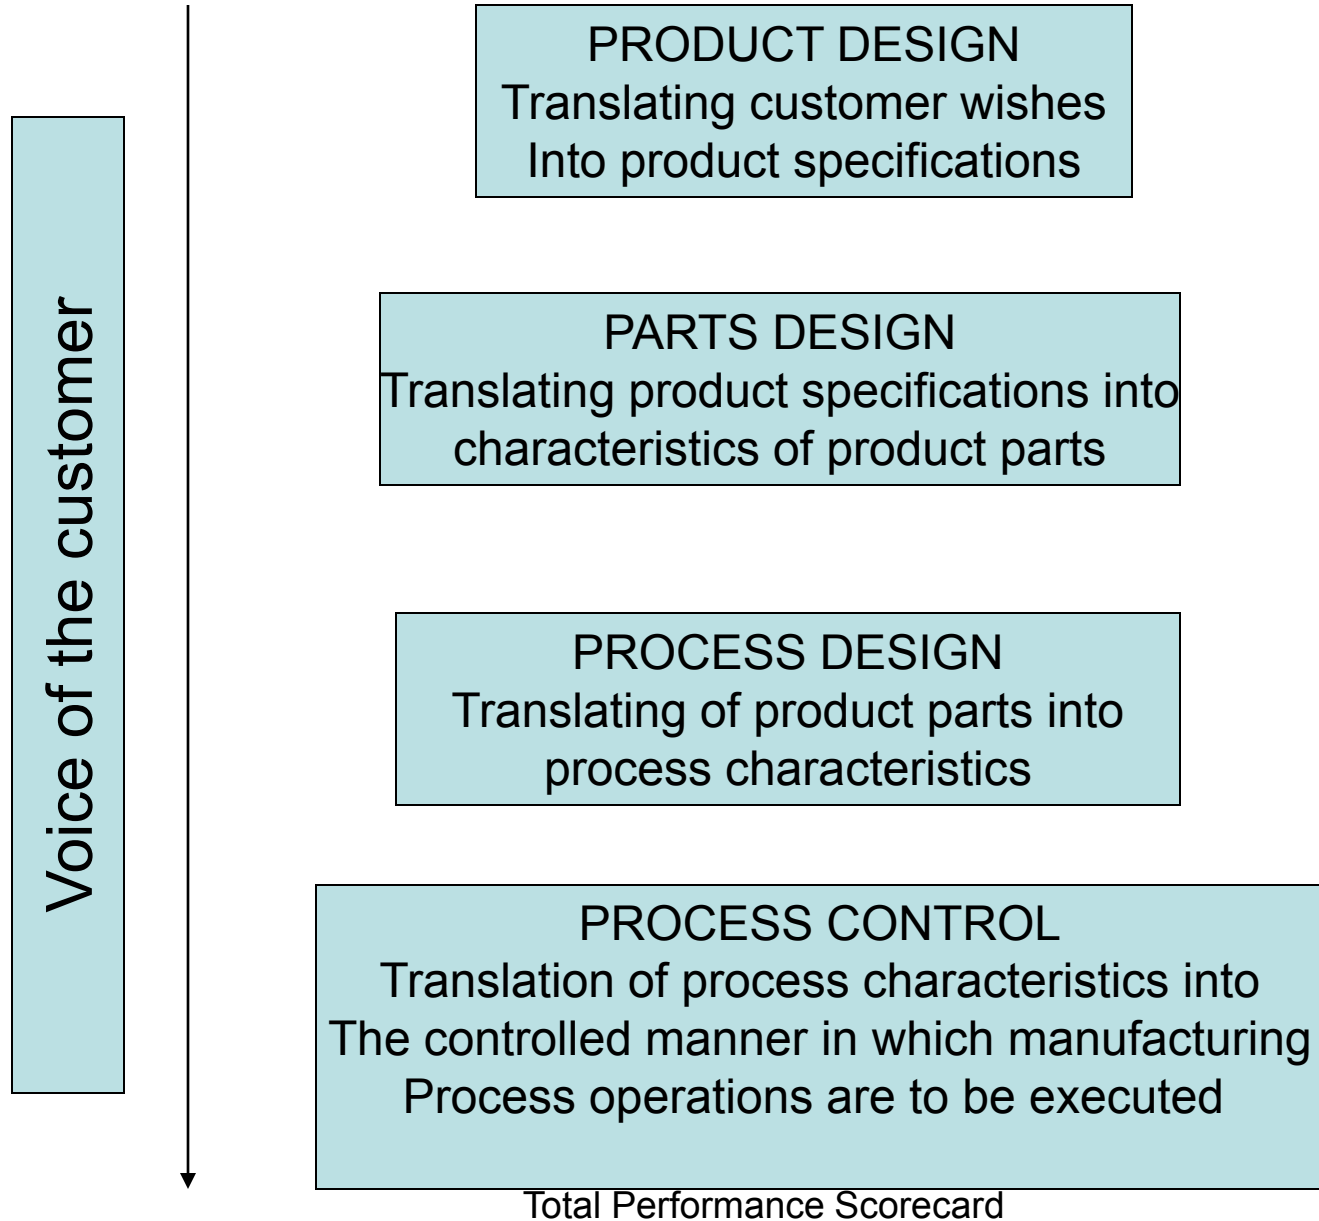 Voice of the customer
PRODUCT DESIGN
Translating customer wishes
Into product specifications
PARTS DESIGN
Translating product specifications into
characteristics of product parts
PROCESS DESIGN
Translating of product parts into
process characteristics
PROCESS CONTROL
Translation of process characteristics into
The controlled manner in which manufacturing
Process operations are to be executed
Total Performance Scorecard